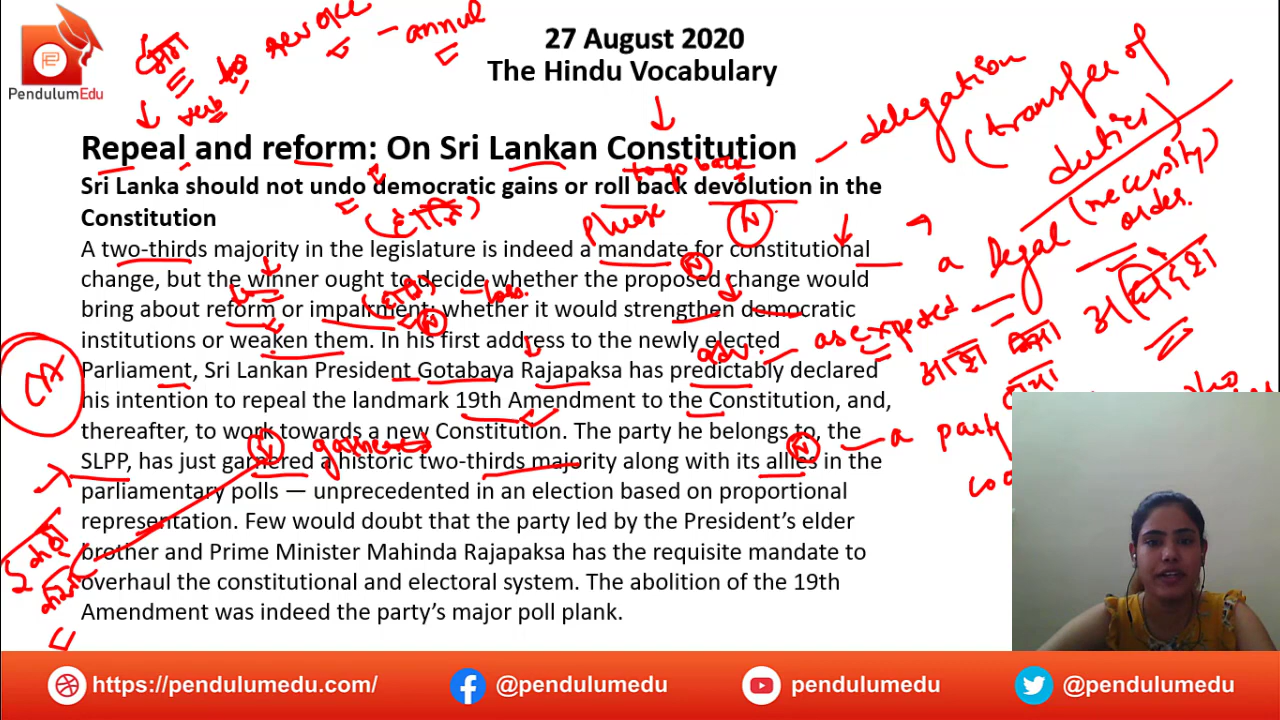 27 August 2020
The Hindu Vocabulary
PendulumEdu
to revoke - annul
verb
delegation
(transfer of
duties)
Repeal and reform: On Sri Lankan Constitution
to go back
Sri Lanka should not undo democratic gains or roll back devolution in the
Constitution
Phrase
N
a legal (necessity)
order.
A two-thirds majority in the legislature is indeed a mandate for constitutional
change, but the winner ought to decide whether the proposed change would
N
- loss.
bring about reform or impairment; whether it would strengthen democratic
N
institutions or weaken them. In his first address to the newly elected
adv. - as expected
Parliament, Sri Lankan President Gotabaya Rajapaksa has predictably declared
his intention to repeal the landmark 19th Amendment to the Constitution, and,
thereafter, to work towards a new Constitution. The party he belongs to, the
gathered
N
- a party
SLPP, has just garnered a historic two-thirds majority along with its allies in the
parliamentary polls — unprecedented in an election based on proportional
representation. Few would doubt that the party led by the President’s elder
brother and Prime Minister Mahinda Rajapaksa has the requisite mandate to
overhaul the constitutional and electoral system. The abolition of the 19th
Amendment was indeed the party’s major poll plank.
https://pendulumedu.com/
@pendulumedu
pendulumedu
@pendulumedu